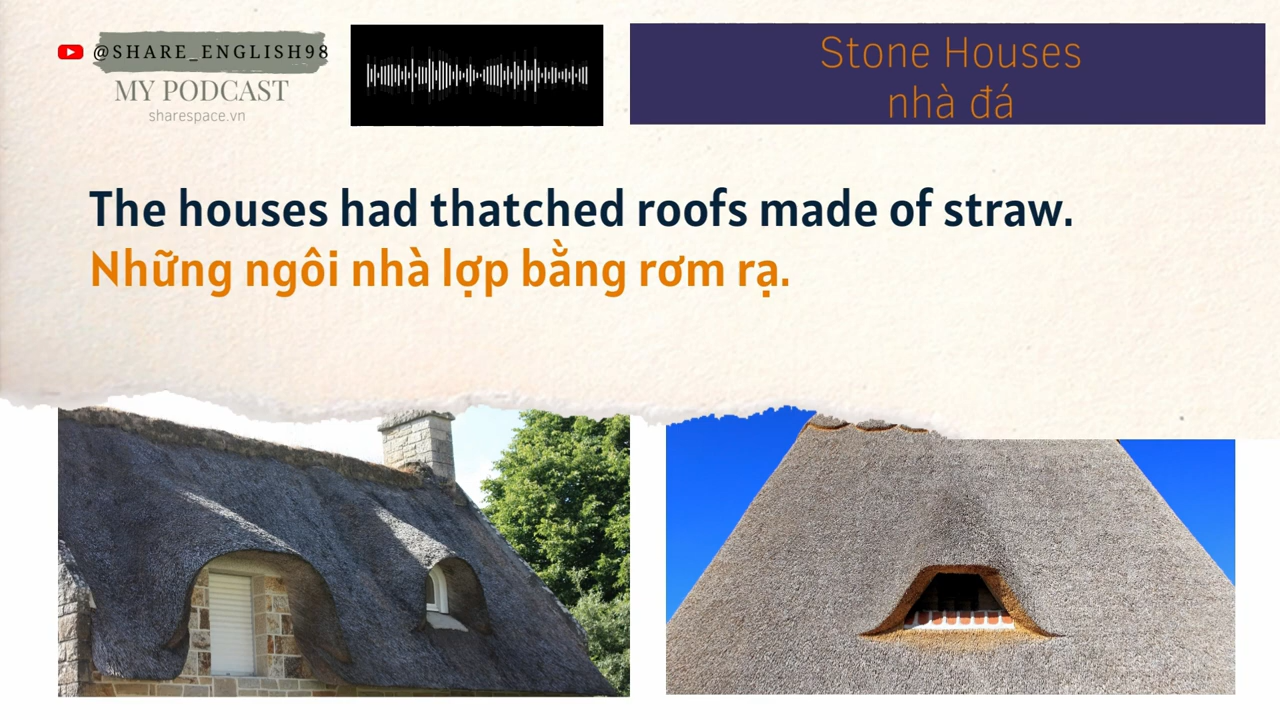 @SHARE_ENGLISH98
MY PODCAST
sharespace.vn
Stone Houses
nhà đá
The houses had thatched roofs made of straw.
Những ngôi nhà lợp bằng rơm rạ.